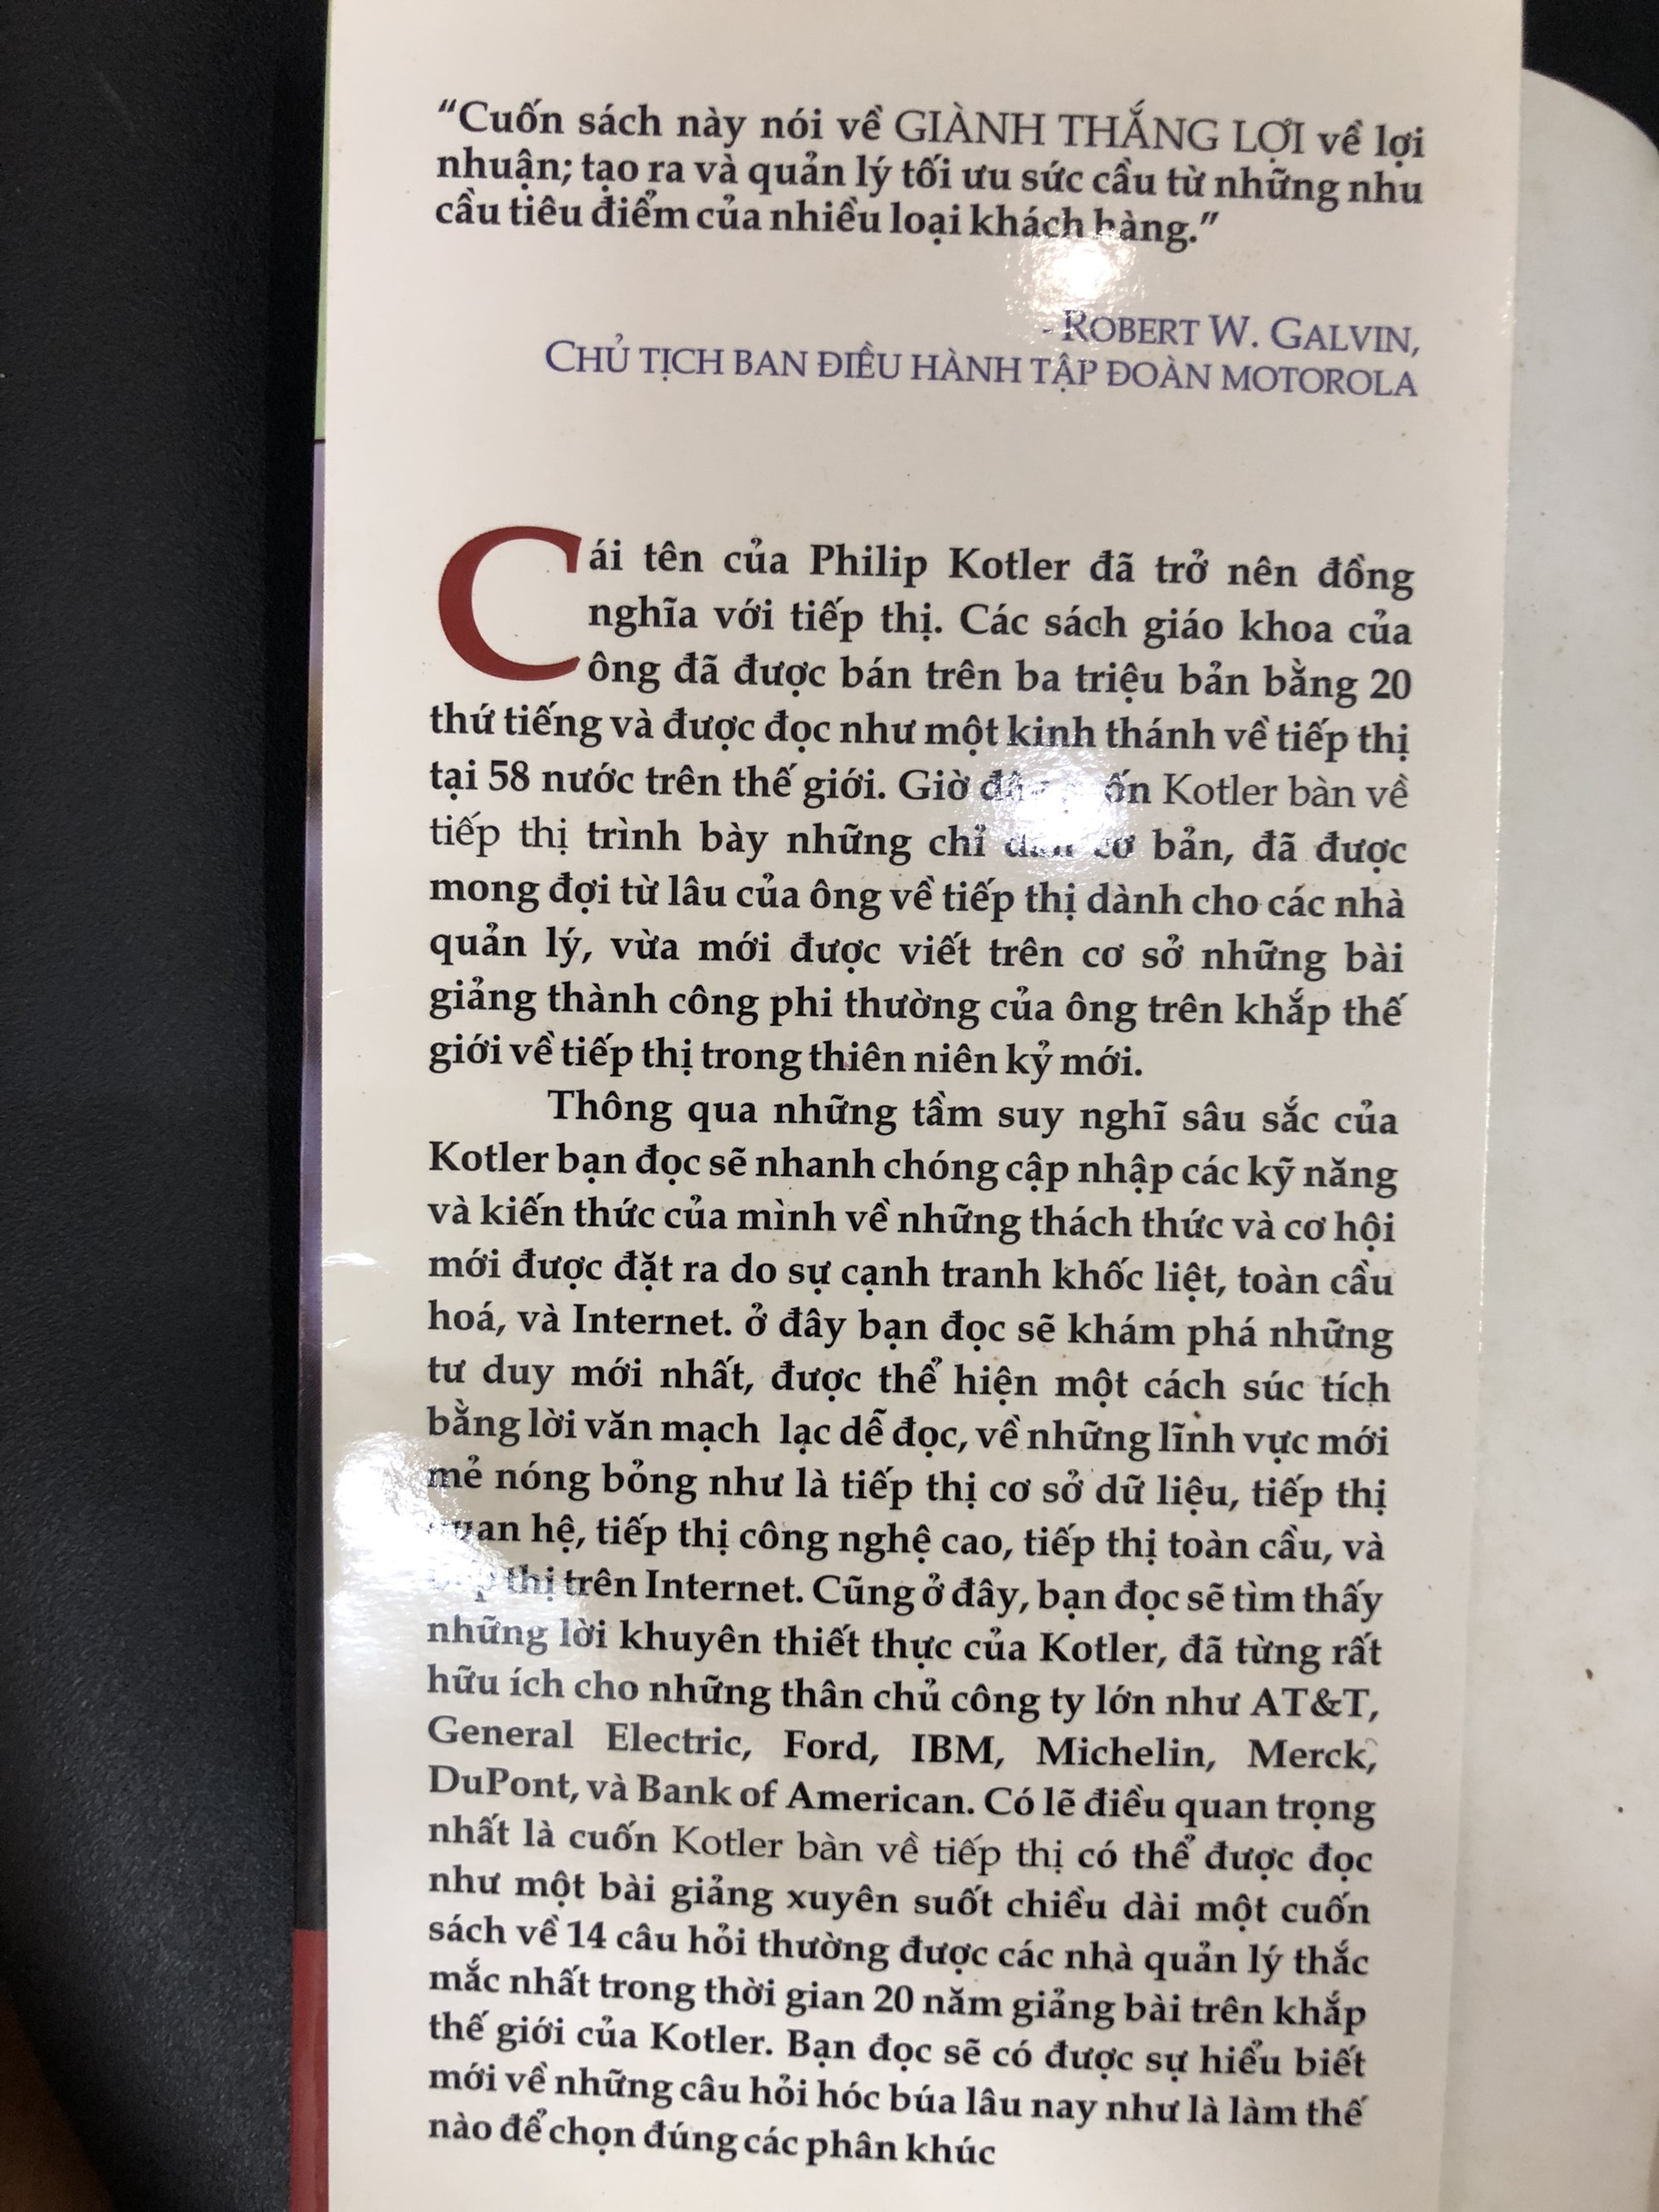 “Cuốn sách này nói về GIÀNH THẮNG LỢI về lợi
nhuận; tạo ra và quản lý tối ưu sức cầu từ những nhu
cầu tiêu điểm của nhiều loại khách hàng.”
- ROBERT W. GALVIN,
CHỦ TỊCH BAN ĐIỀU HÀNH TẬP ĐOÀN MOTOROLA
Cái tên của Philip Kotler đã trở nên đồng
nghĩa với tiếp thị. Các sách giáo khoa của
ông đã được bán trên ba triệu bản bằng 20
thứ tiếng và được đọc như một kinh thánh về tiếp thị
tại 58 nước trên thế giới. Giờ Kotler bàn về
tiếp thị trình bày những chỉ cơ bản, đã được
mong đợi từ lâu của ông về tiếp thị dành cho các nhà
quản lý, vừa mới được viết trên cơ sở những bài
giảng thành công phi thường của ông trên khắp thế
giới về tiếp thị trong thiên niên kỷ mới.
Thông qua những tầm suy nghĩ sâu sắc của
Kotler bạn đọc sẽ nhanh chóng cập nhập các kỹ năng
và kiến thức của mình về những thách thức và cơ hội
mới được đặt ra do sự cạnh tranh khốc liệt, toàn cầu
hoá, và Internet. ở đây bạn đọc sẽ khám phá những
tư duy mới nhất, được thể hiện một cách súc tích
bằng lời văn mạch lạc dễ đọc, về những lĩnh vực mới
mẻ nóng bỏng như là tiếp thị cơ sở dữ liệu, tiếp thị
quan hệ, tiếp thị công nghệ cao, tiếp thị toàn cầu, và
thị trên Internet. Cũng ở đây, bạn đọc sẽ tìm thấy
những lời khuyên thiết thực của Kotler, đã từng rất
hữu ích cho những thân chủ công ty lớn như AT&T,
General Electric, Ford, IBM, Michelin, Merck,
DuPont, và Bank of American. Có lẽ điều quan trọng
nhất là cuốn Kotler bàn về tiếp thị có thể được đọc
như một bài giảng xuyên suốt chiều dài một cuốn
sách về 14 câu hỏi thường được các nhà quản lý thắc
mắc nhất trong thời gian 20 năm giảng bài trên khắp
thế giới của Kotler. Bạn đọc sẽ có được sự hiểu biết
mới về những câu hỏi hóc búa lâu nay như là làm thế
nào để chọn đúng các phân khúc